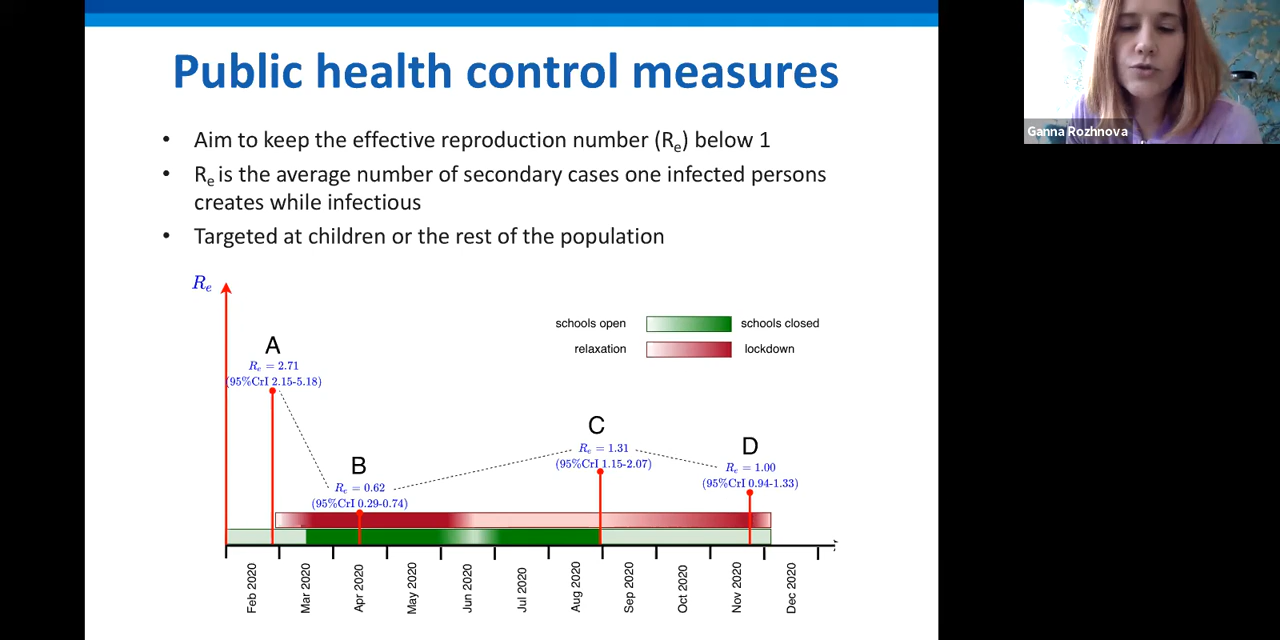 Public health control measures
• Aim to keep the effective reproduction number (Re) below 1
• Re is the average number of secondary cases one infected persons
creates while infectious
• Targeted at children or the rest of the population
Ganna Rozhnova
Re
schools open
schools closed
relaxation
lockdown
A
Re = 2.71
(95%CrI 2.15-5.18)
B
Re = 0.62
(95%CrI 0.29-0.74)
C
Re = 1.31
(95%CrI 1.15-2.07)
D
Re = 1.00
(95%CrI 0.94-1.33)
Feb 2020
Mar 2020
Apr 2020
May 2020
Jun 2020
Jul 2020
Aug 2020
Sep 2020
Oct 2020
Nov 2020
Dec 2020